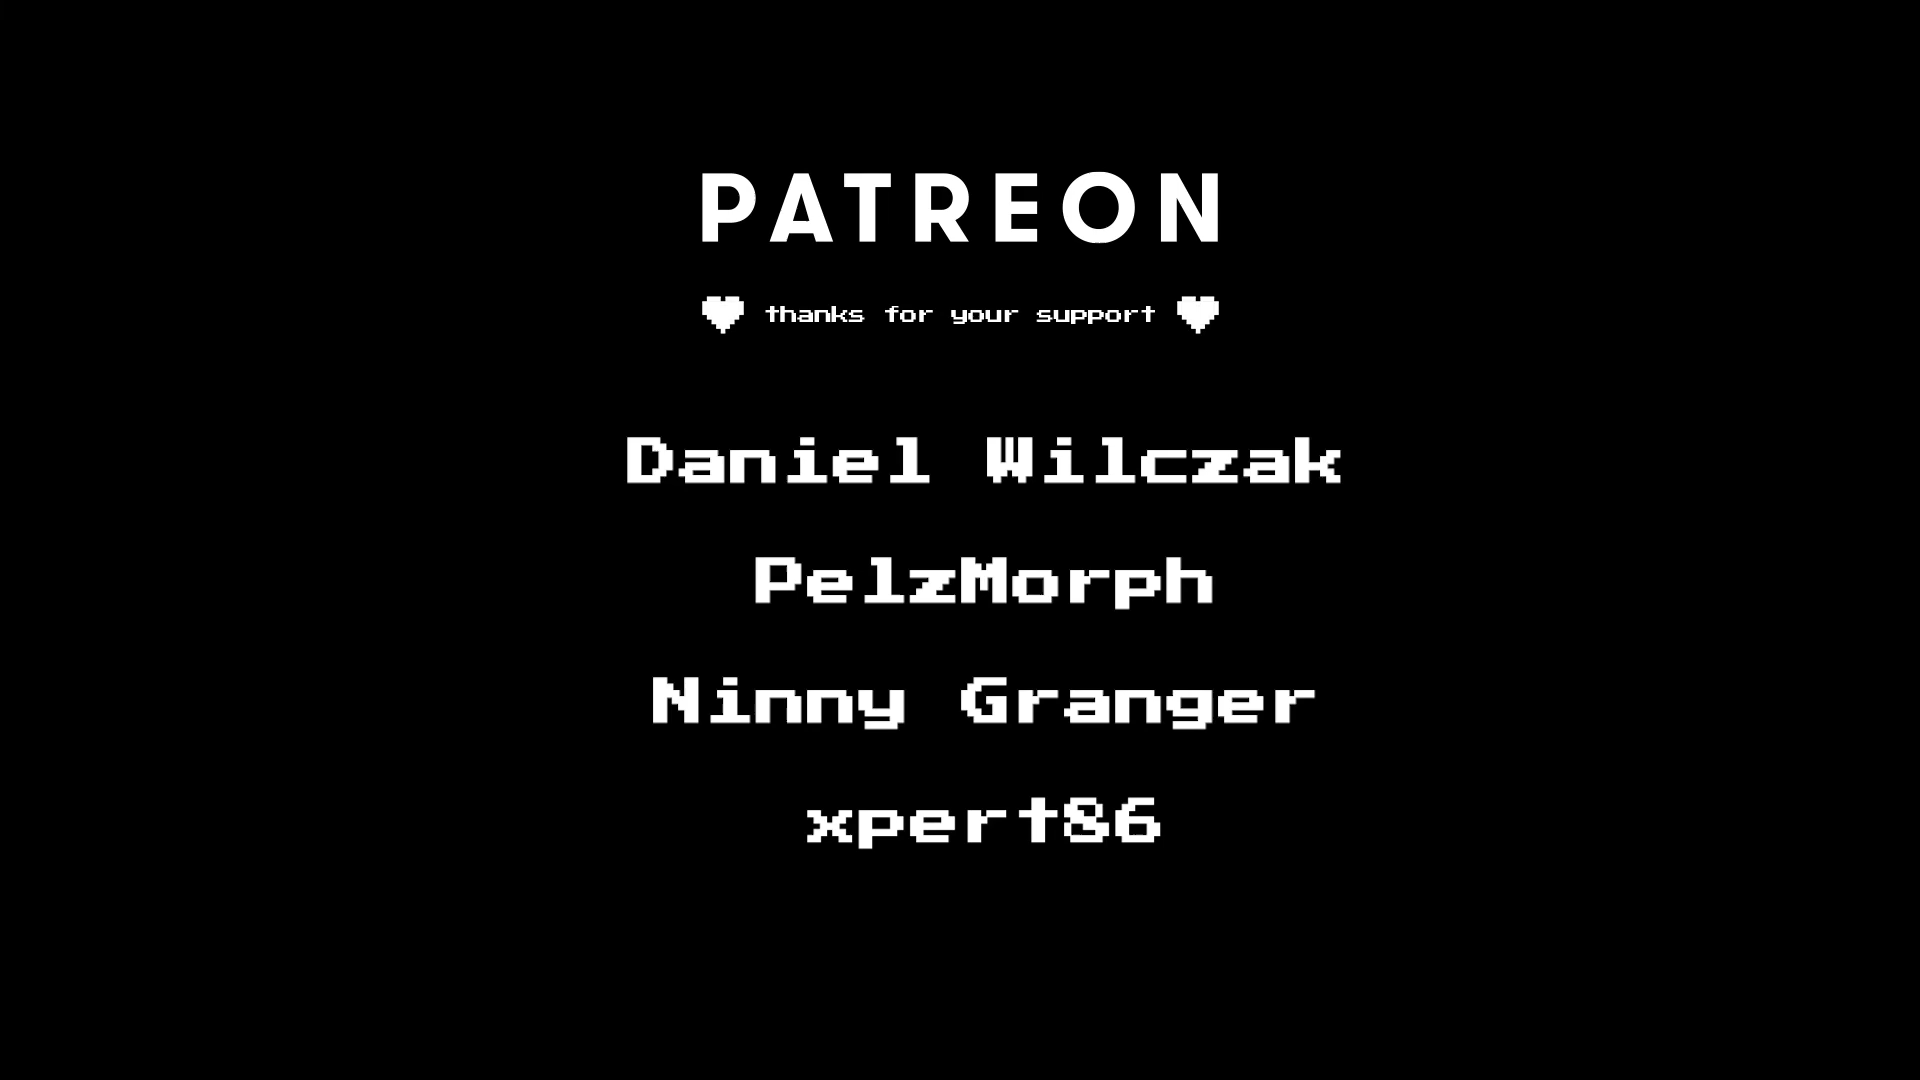 PATREON
thanks for your support
Daniel Wilczak
PelzMorph
Ninny Granger
xpert86